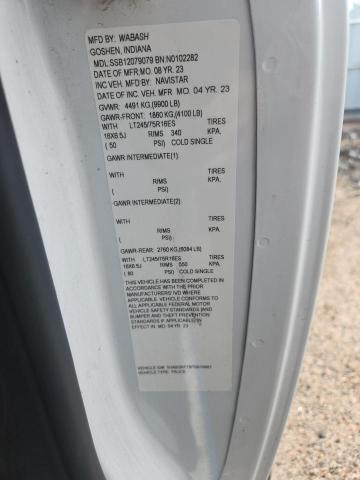 MFD BY: WABASH
GOSHEN, INDIANA
MDL:SSB12079079 BN:N0102282
DATE OF MFR:MO. 08 YR. 23
INC VEH. MFD BY: NAVISTAR
INC VEH. DATE OF MFR: MO. 04 YR. 23
GVWR: 4491 KG.(9900 LB)
GAWR-FRONT: 1860 KG.(4100 LB)
WITH LT245/75R16ES TIRES
16X6.5J RIMS 340 KPA,
( 50 PSI) COLD SINGLE
GAWR INTERMEDIATE(1)
WITH TIRES
RIMS KPA,
( PSI)
GAWR INTERMEDIATE(2)
WITH TIRES
RIMS KPA,
( PSI)
GAWR-REAR: 2760 KG.(6084 LB)
WITH LT245/75R16ES TIRES
16X6.5J RIMS 550 KPA,
( 80 PSI) COLD SINGLE
THIS VEHICLE HAS BEEN COMPLETED IN
ACCORDANCE WITH THE PRIOR
MANUFACTURERS' IVD WHERE APPLICABLE.
THIS VEHICLE CONFORMS TO ALL
APPLICABLE FEDERAL MOTOR
VEHICLE SAFETY STANDARDS [AND
BUMPER AND THEFT PREVENTION
STANDARDS IF APPLICABLE] IN
EFFECT IN MO. 04 YR. 23
VEHICLE ID#:
VEHICLE TYPE: TRUCK